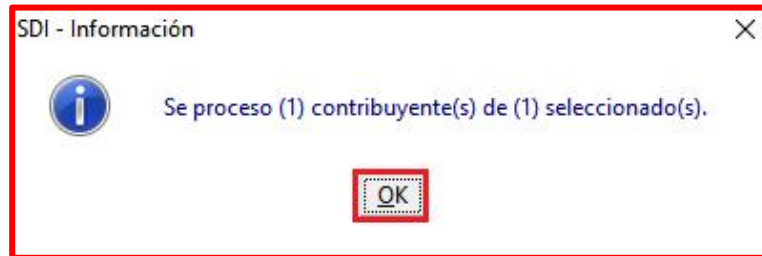 SDI - Información
Se proceso (1) contribuyente(s) de (1) seleccionado(s).
OK